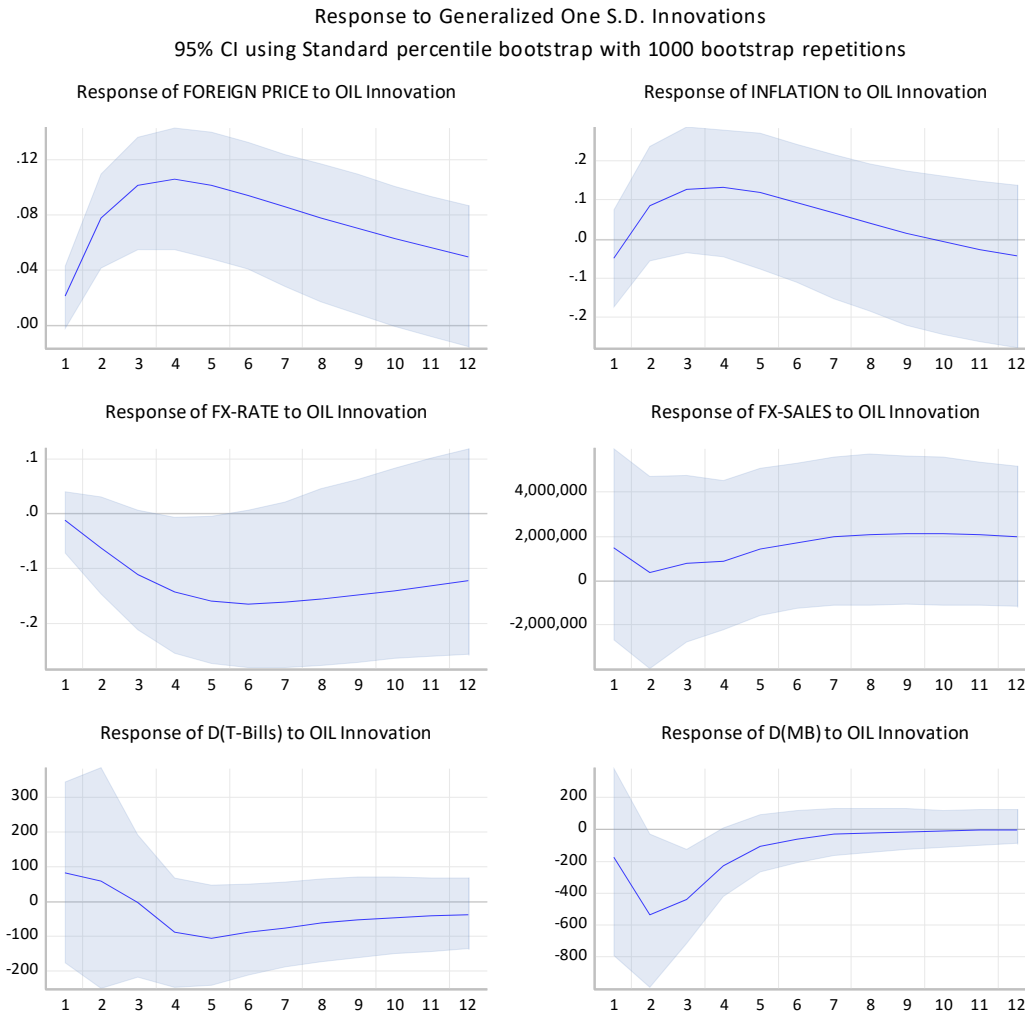 Response to Generalized One S.D. Innovations
95% CI using Standard percentile bootstrap with 1000 bootstrap repetitions
Response of FOREIGN PRICE to OIL Innovation
.12
.08
.04
.00
1 2 3 4 5 6 7 8 9 10 11 12
Response of INFLATION to OIL Innovation
.2
.1
.0
-.1
-.2
1 2 3 4 5 6 7 8 9 10 11 12
Response of FX-RATE to OIL Innovation
.1
.0
-.1
-.2
1 2 3 4 5 6 7 8 9 10 11 12
Response of FX-SALES to OIL Innovation
4,000,000
2,000,000
0
-2,000,000
1 2 3 4 5 6 7 8 9 10 11 12
Response of D(T-Bills) to OIL Innovation
300
200
100
0
-100
-200
1 2 3 4 5 6 7 8 9 10 11 12
Response of D(MB) to OIL Innovation
200
0
-200
-400
-600
-800
1 2 3 4 5 6 7 8 9 10 11 12